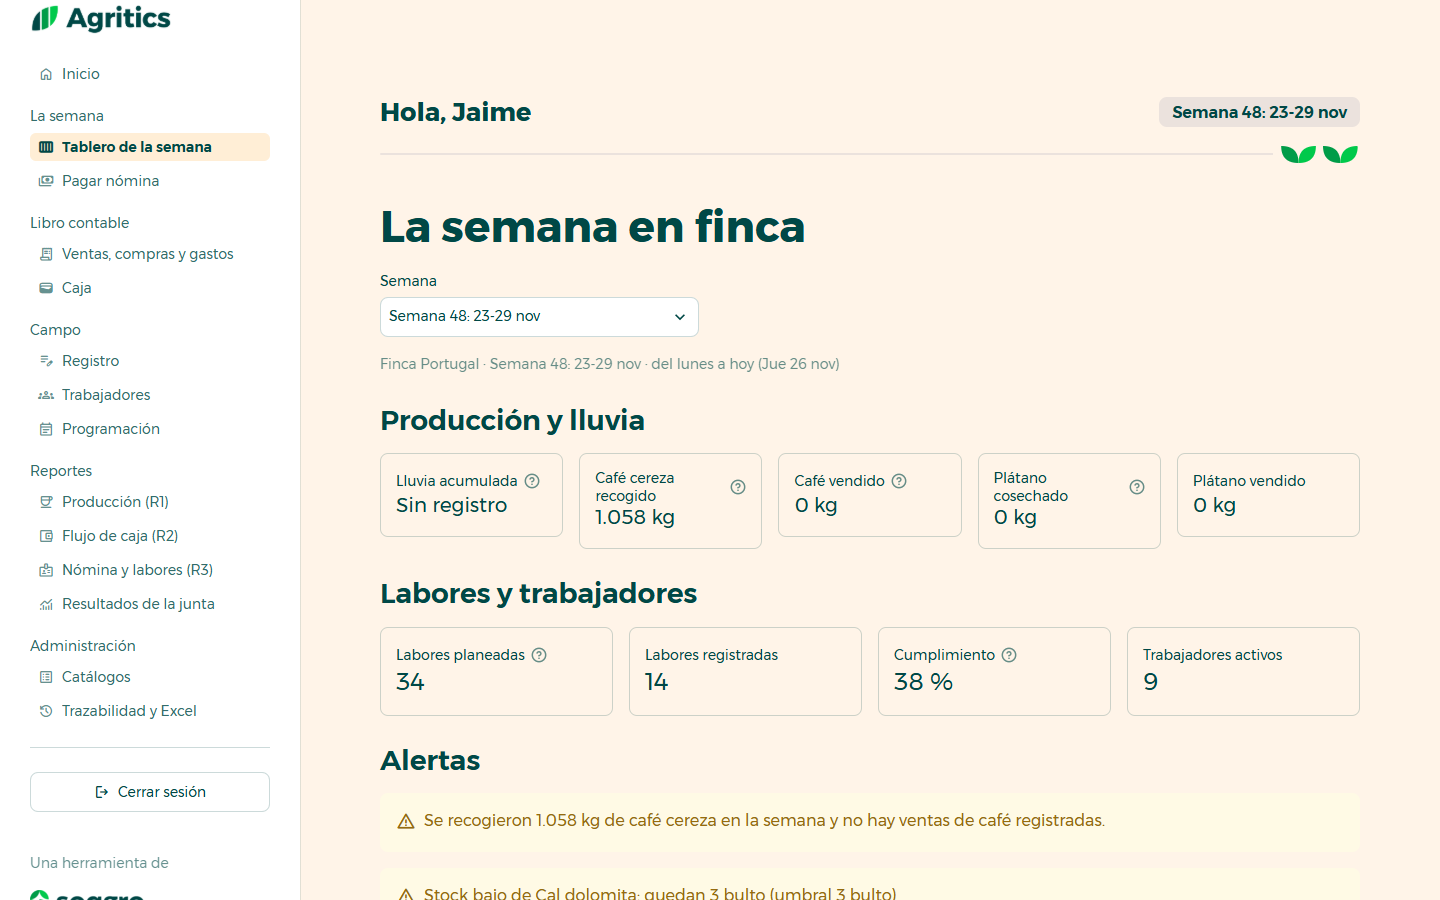 Agritics
Inicio
La semana
Tablero de la semana
Pagar nómina
Libro contable
Ventas, compras y gastos
Caja
Campo
Registro
Trabajadores
Programación
Reportes
Producción (R1)
Flujo de caja (R2)
Nómina y labores (R3)
Resultados de la junta
Administración
Catálogos
Trazabilidad y Excel
Cerrar sesión
Una herramienta de
Hola, Jaime
Semana 48: 23-29 nov
La semana en finca
Semana
Semana 48: 23-29 nov
Finca Portugal · Semana 48: 23-29 nov · del lunes a hoy (Jue 26 nov)
Producción y lluvia
Lluvia acumulada
Sin registro
Café cereza
recogido
1.058 kg
Café vendido
0 kg
Plátano
cosechado
0 kg
Plátano vendido
0 kg
Labores y trabajadores
Labores planeadas
34
Labores registradas
14
Cumplimiento
38 %
Trabajadores activos
9
Alertas
Se recogieron 1.058 kg de café cereza en la semana y no hay ventas de café registradas.
Stock bajo de Cal dolomita: quedan 3 bulto (umbral 3 bulto)